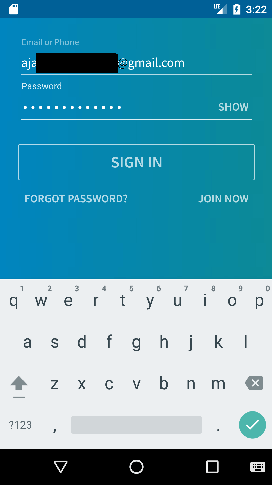 3:22
Email or Phone
aja @gmail.com
Password
•••••••••••••
SHOW
SIGN IN
FORGOT PASSWORD?
JOIN NOW
1 2 3 4 5 6 7 8 9 0
q w e r t y u i o p
a s d f g h j k l
z x c v b n m
?123 , .